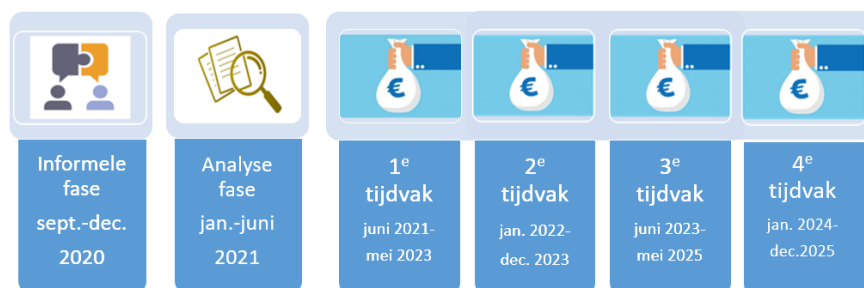 €
€
€
€
Informele
fase
sept.-dec.
2020
Analyse
fase
jan.-juni
2021
1e
tijdvak
juni 2021-
mei 2023
2e
tijdvak
jan. 2022-
dec. 2023
3e
tijdvak
juni 2023-
mei 2025
4e
tijdvak
jan. 2024-
dec.2025